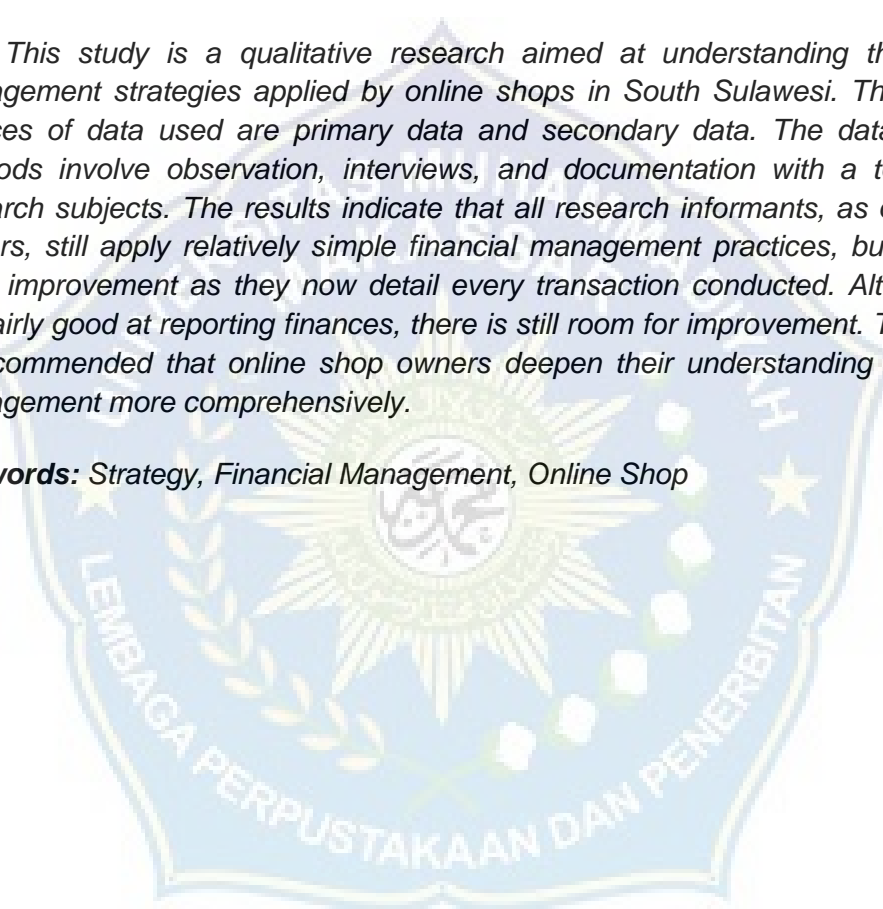 This study is a qualitative research aimed at understanding th
agement strategies applied by online shops in South Sulawesi. Th
ces of data used are primary data and secondary data. The data
ods involve observation, interviews, and documentation with a t
arch subjects. The results indicate that all research informants, as
rs, still apply relatively simple financial management practices, bu
improvement as they now detail every transaction conducted. Alt
airly good at reporting finances, there is still room for improvement. T
commended that online shop owners deepen their understanding
agement more comprehensively.
words: Strategy, Financial Management, Online Shop
UNIVERSITAS MUHAMMADIYAH
MAKASSAR
LEMBAGA PERPUSTAKAAN DAN PENERBITAN